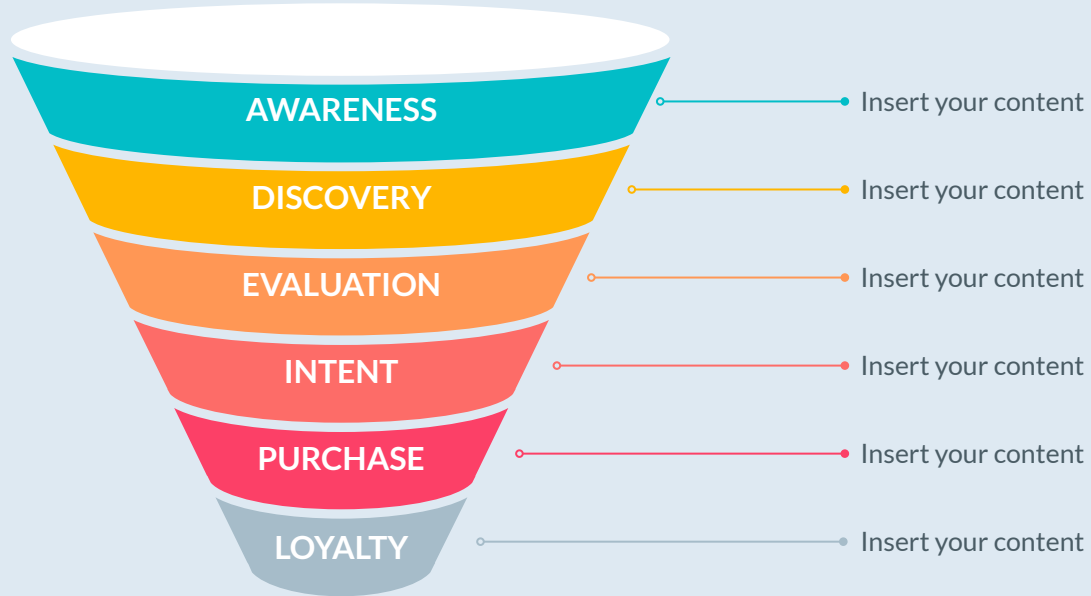 AWARENESS
Insert your content
DISCOVERY
Insert your content
EVALUATION
Insert your content
INTENT
Insert your content
PURCHASE
Insert your content
LOYALTY
Insert your content